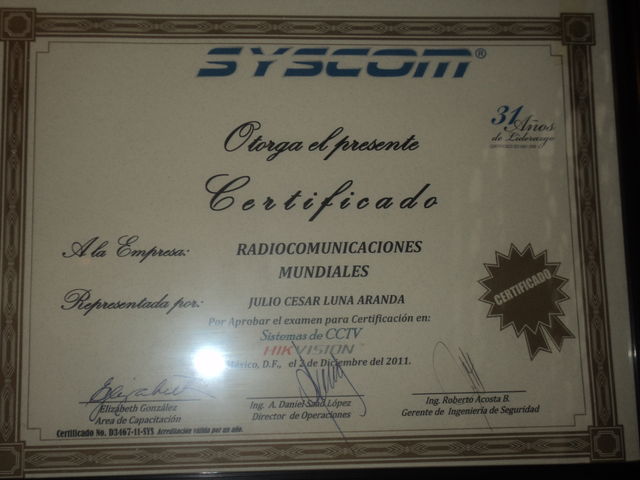 SYSCOM®
31 Años
de Liderazgo
Otorga el presente
Certificado
A la Empresa: RADIOCOMUNICACIONES
MUNDIALES
Representada por: JULIO CESAR LUNA ARANDA
Por Aprobar el examen para Certificación en:
Sistemas de CCTV
HIKVISION™
México, D.F., el 2 de Diciembre del 2011.
CERTIFICADO
Elizabeth González
Area de Capacitación
Ing. A. Daniel Saad López
Director de Operaciones
Ing. Roberto Acosta B.
Gerente de Ingeniería de Seguridad
Certificado No. D3467-11-SYS Acreditación válida por un año.